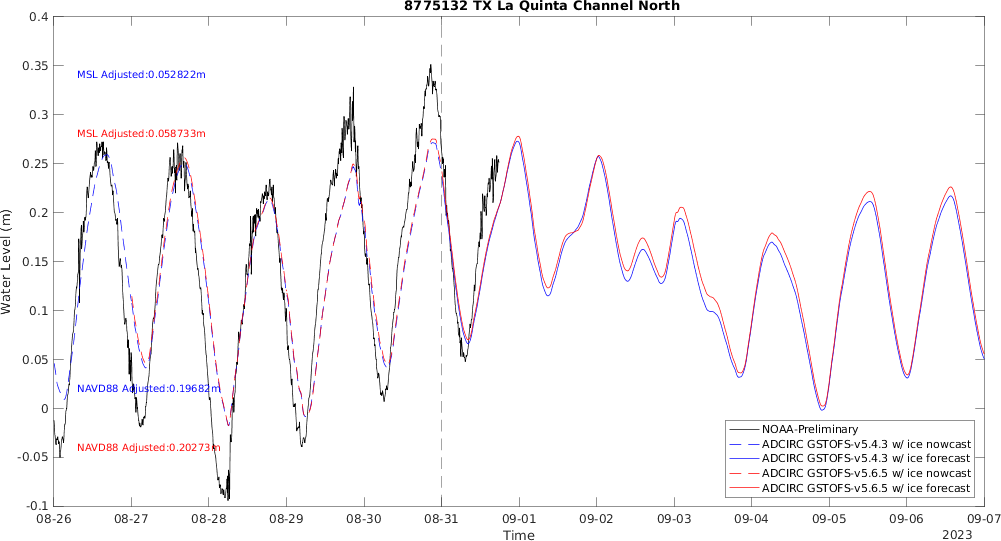 8775132 TX La Quinta Channel North
0.4
0.35
0.3
0.25
0.2
0.15
0.1
0.05
0
-0.05
-0.1
Water Level (m)
MSL Adjusted:0.052822m
MSL Adjusted:0.058733m
NAVD88 Adjusted:0.19682m
NAVD88 Adjusted:0.20273m
NOAA-Preliminary
ADCIRC GSTOFS-v5.4.3 w/ ice nowcast
ADCIRC GSTOFS-v5.4.3 w/ ice forecast
ADCIRC GSTOFS-v5.6.5 w/ ice nowcast
ADCIRC GSTOFS-v5.6.5 w/ ice forecast
08-26 08-27 08-28 08-29 08-30 08-31 09-01 09-02 09-03 09-04 09-05 09-06 09-07
Time
2023